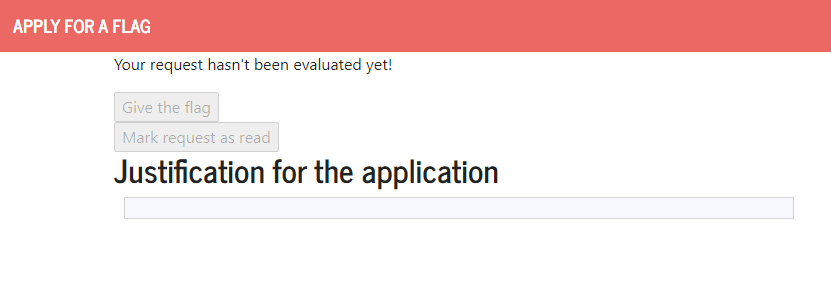 APPLY FOR A FLAG
Your request hasn't been evaluated yet!
Give the flag
Mark request as read
Justification for the application